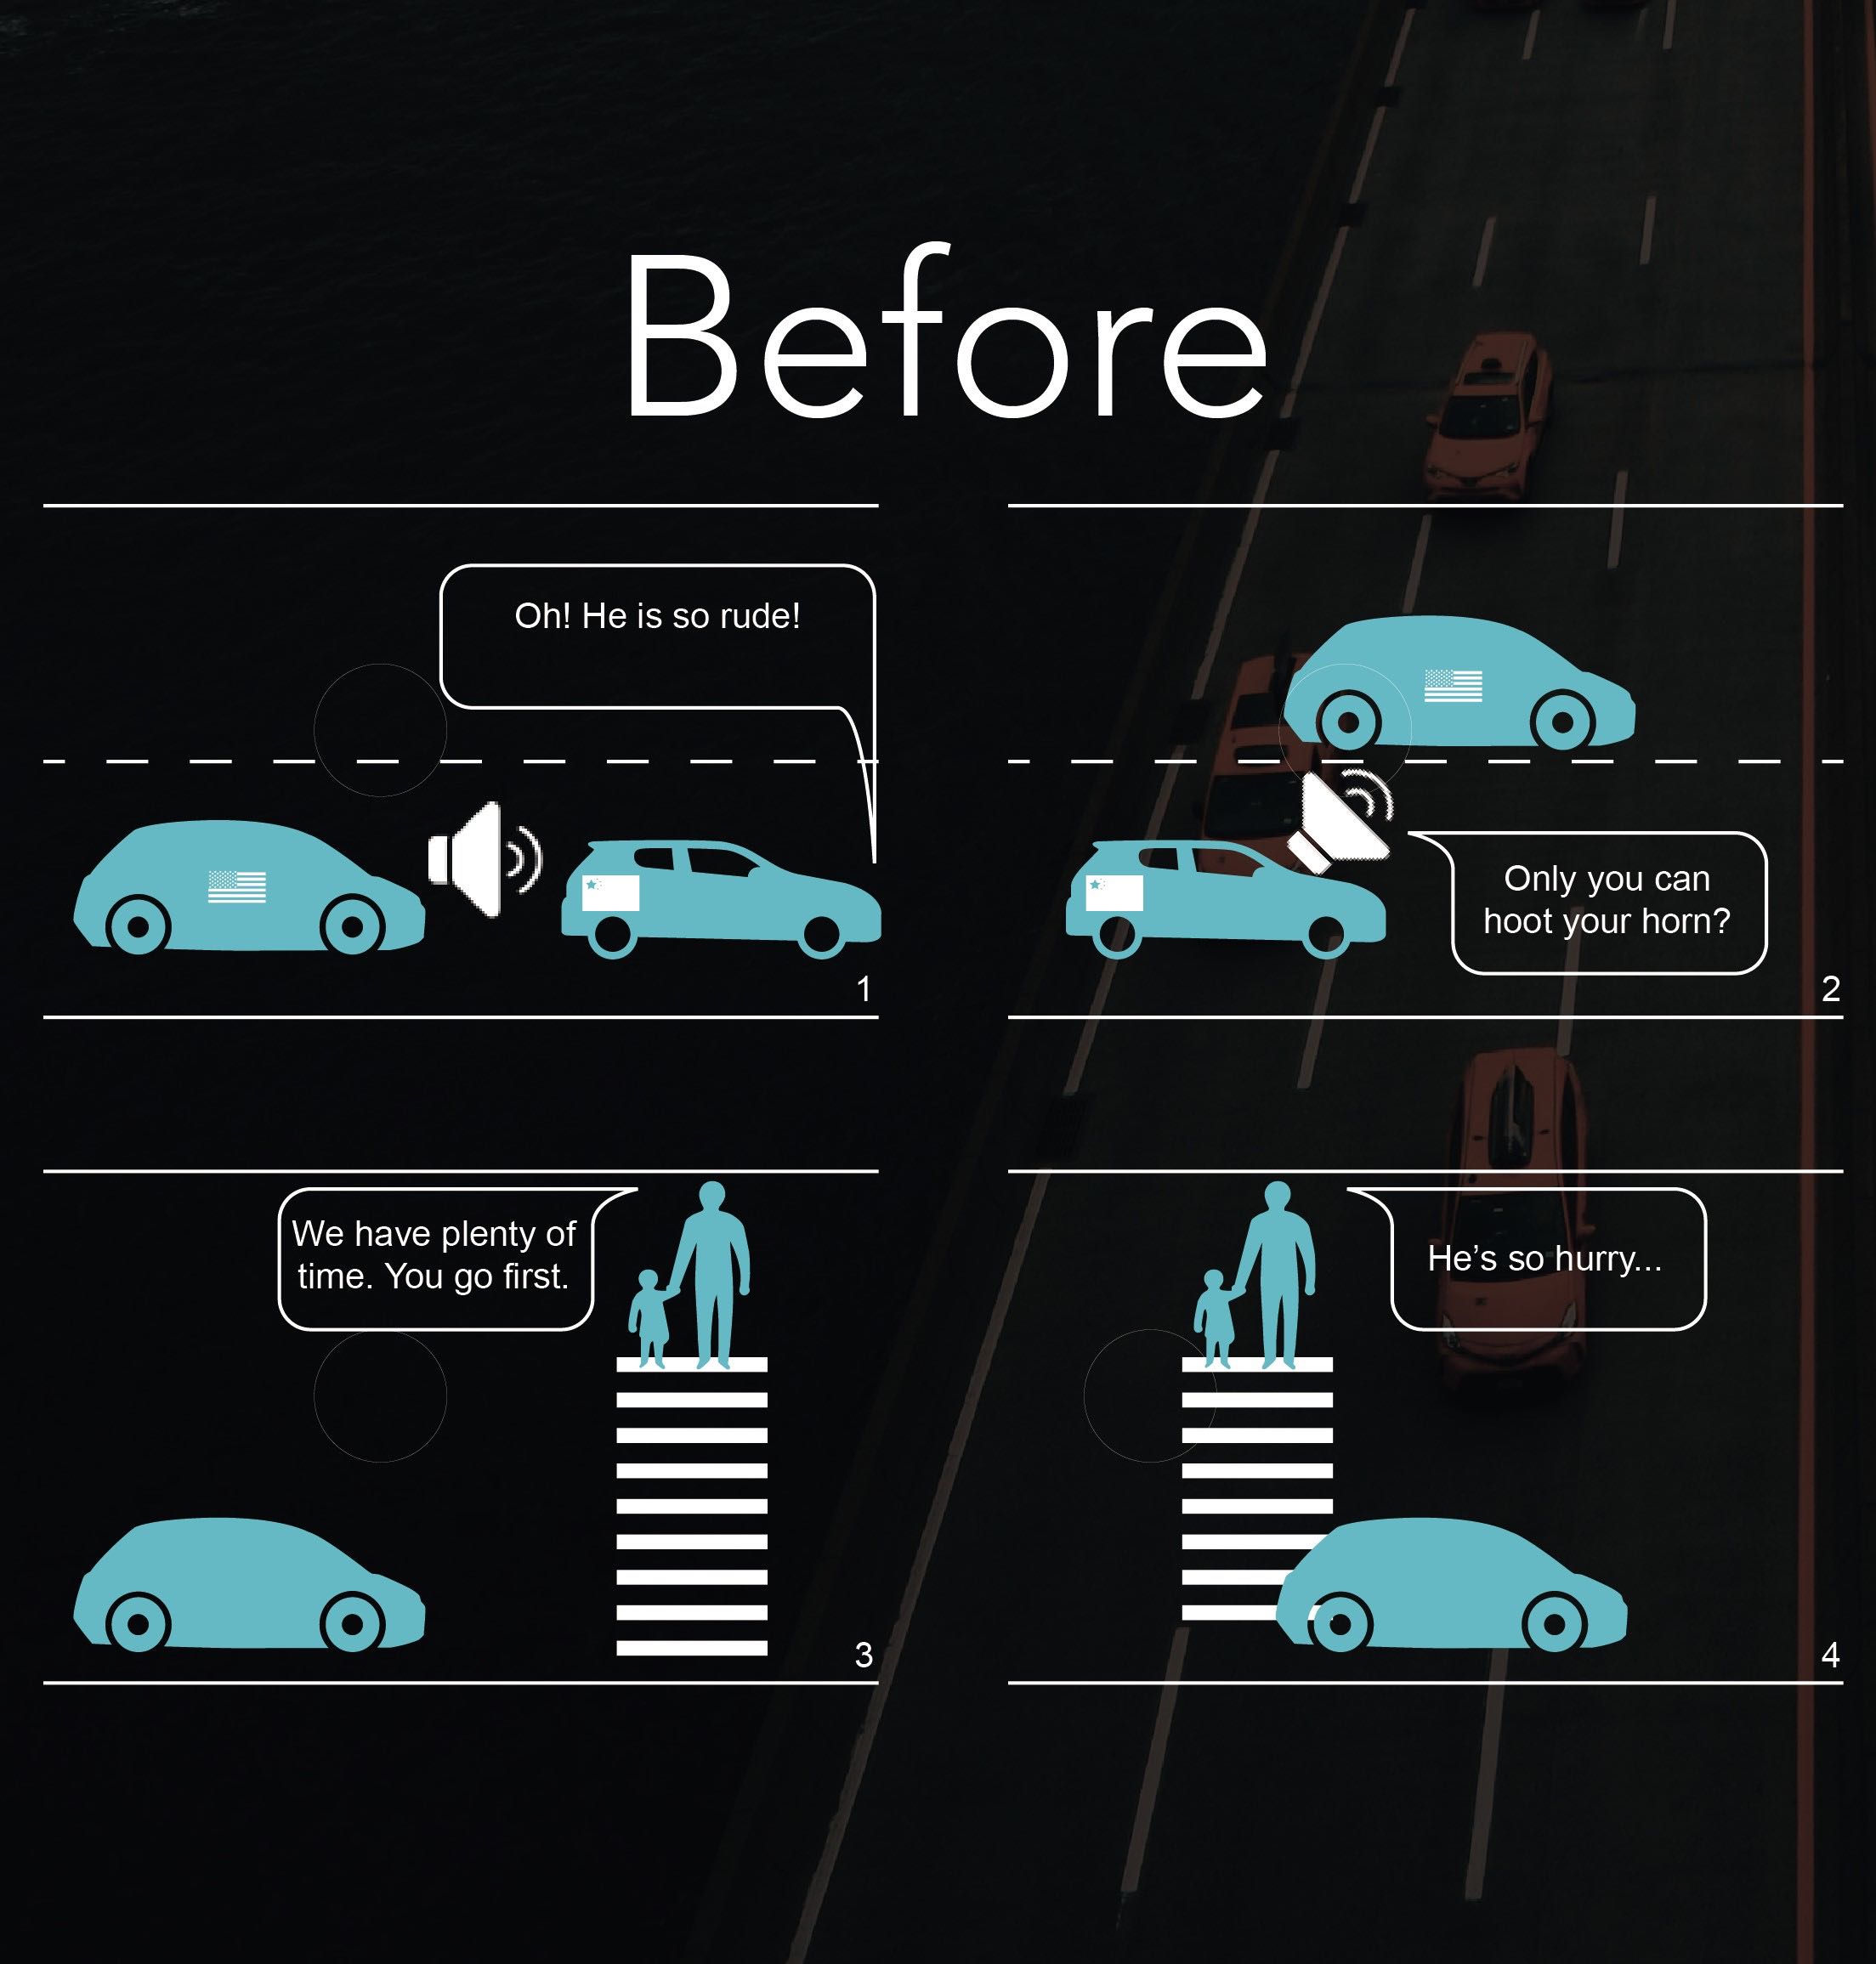 Before
Oh! He is so rude!
1
Only you can
hoot your horn?
2
We have plenty of
time. You go first.
3
He’s so hurry...
4